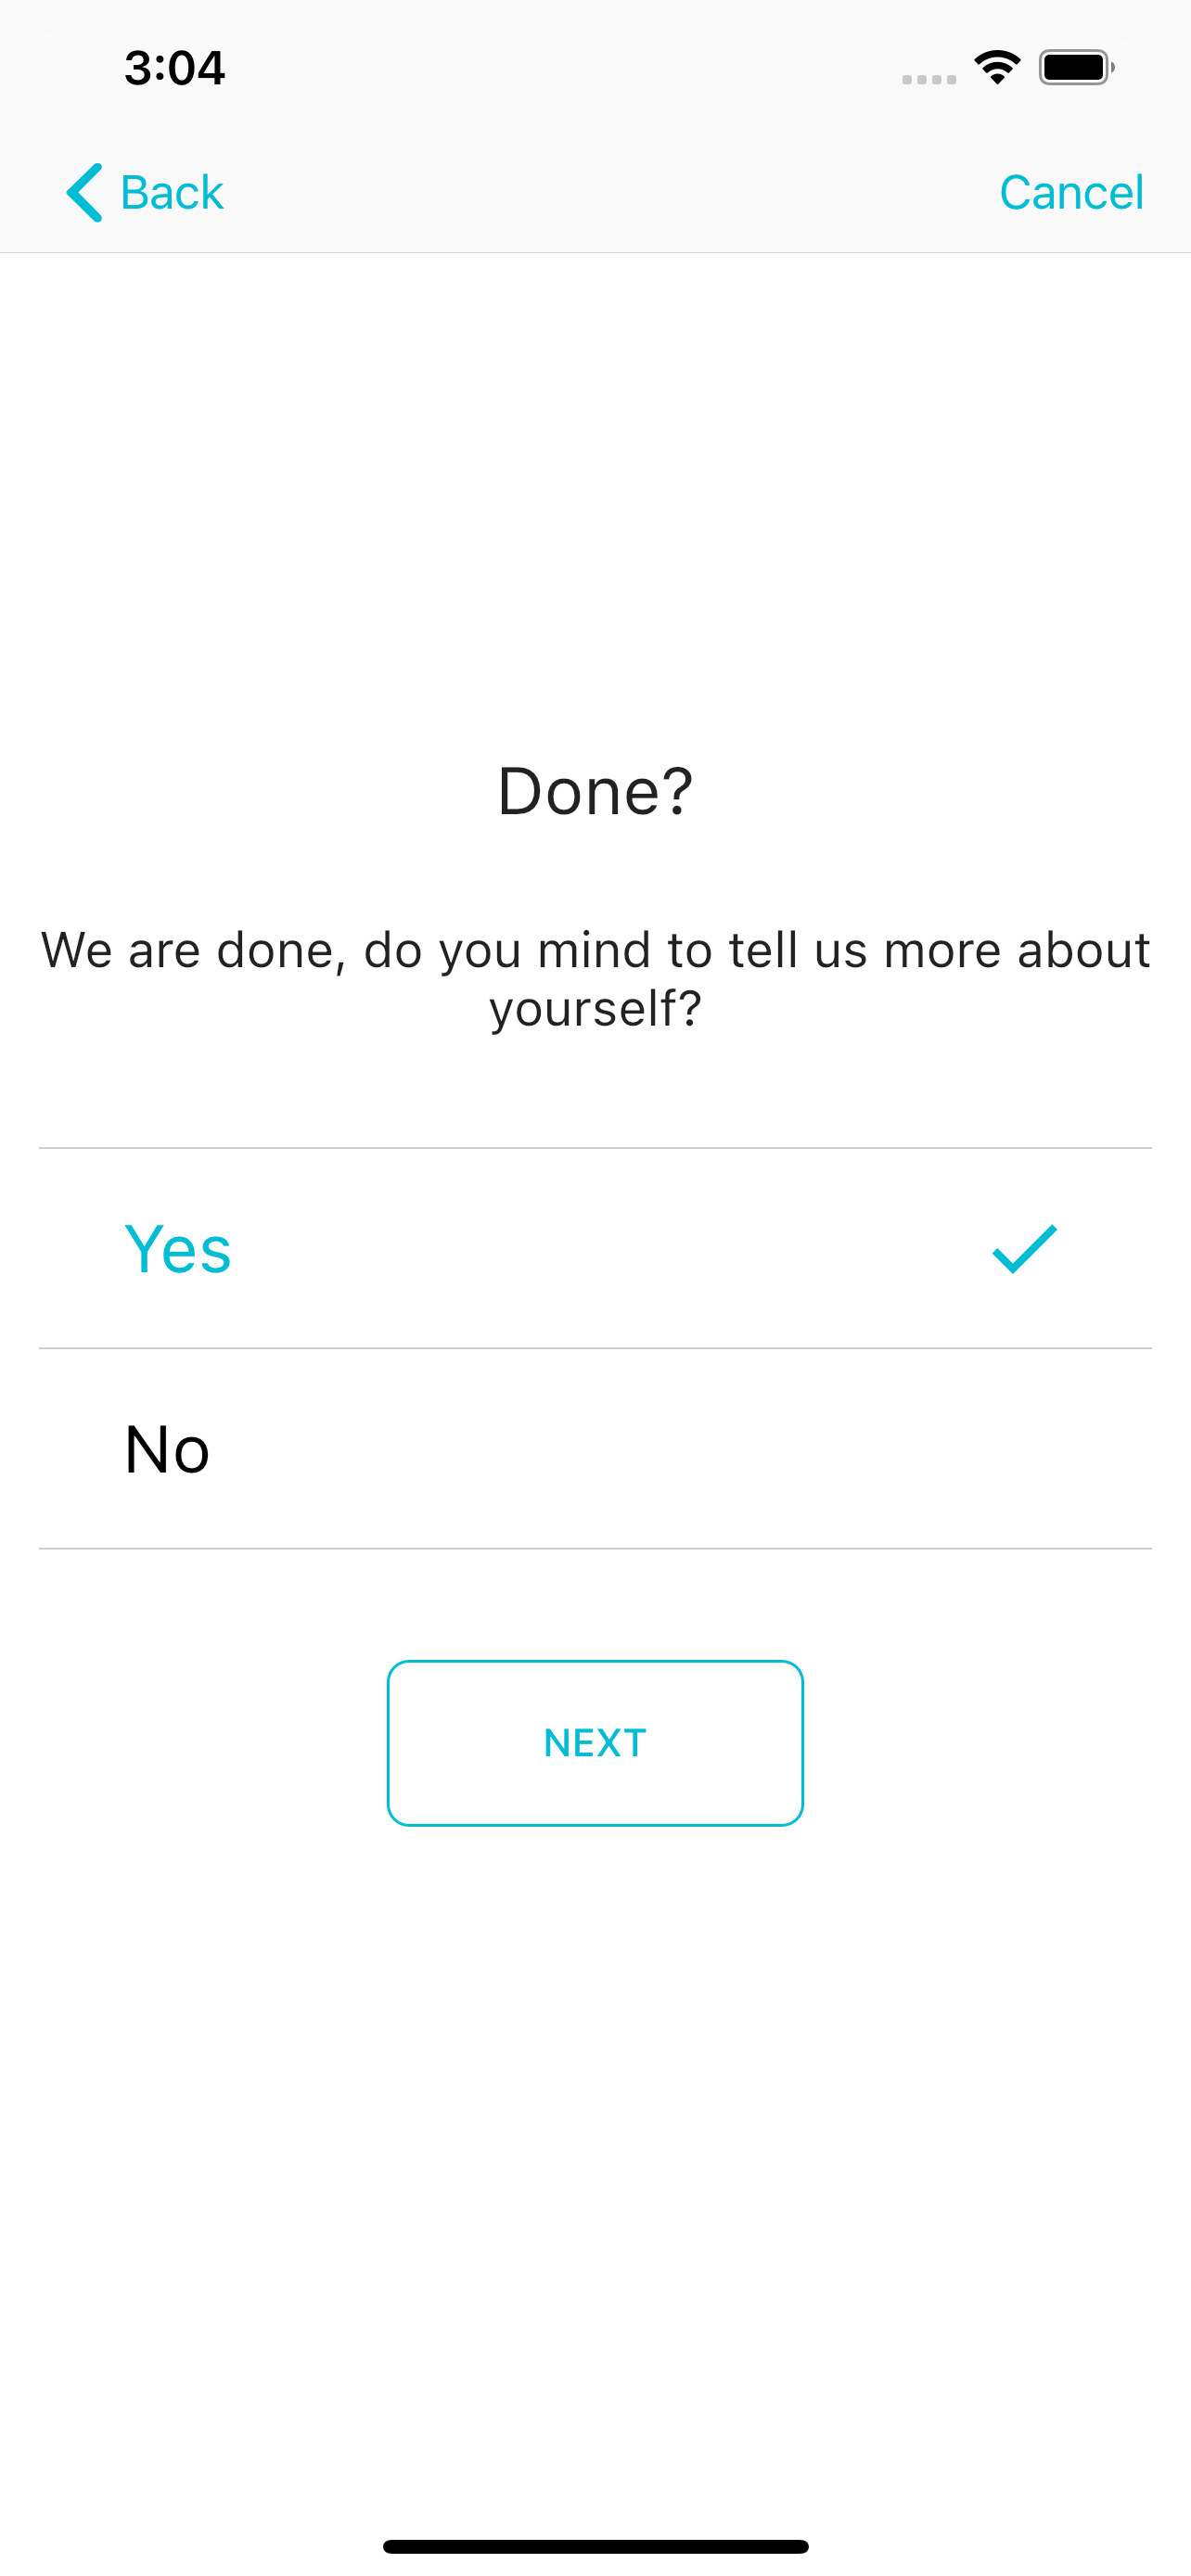 3:04
Back
Cancel
Done?
We are done, do you mind to tell us more about
yourself?
Yes
No
NEXT